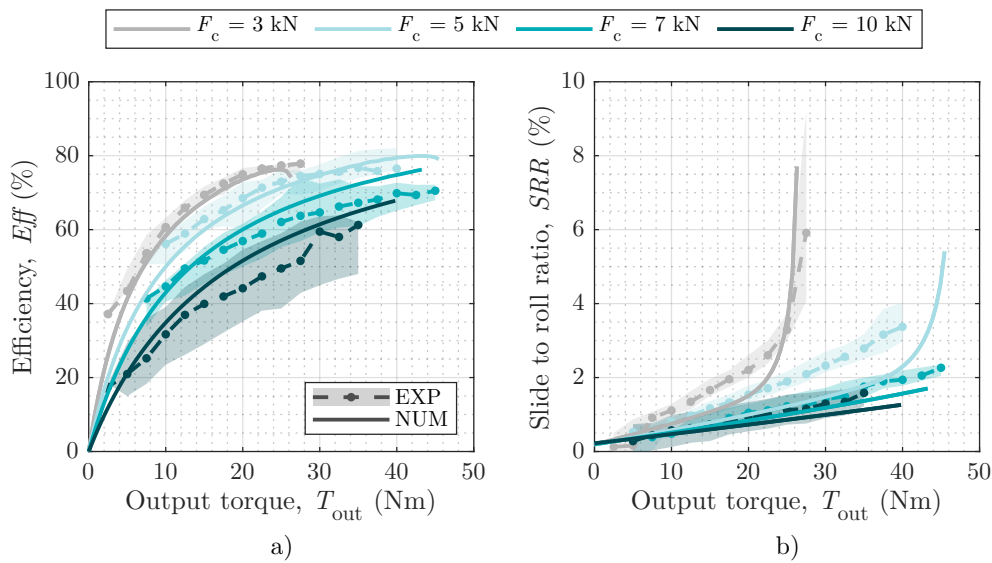 F_c = 3 kN F_c = 5 kN F_c = 7 kN F_c = 10 kN
Efficiency, Eff (%)
100
80
60
40
20
0
0 10 20 30 40 50
Output torque, T_out (Nm)
EXP
NUM
a)
Slide to roll ratio, SRR (%)
10
8
6
4
2
0
0 10 20 30 40 50
Output torque, T_out (Nm)
b)